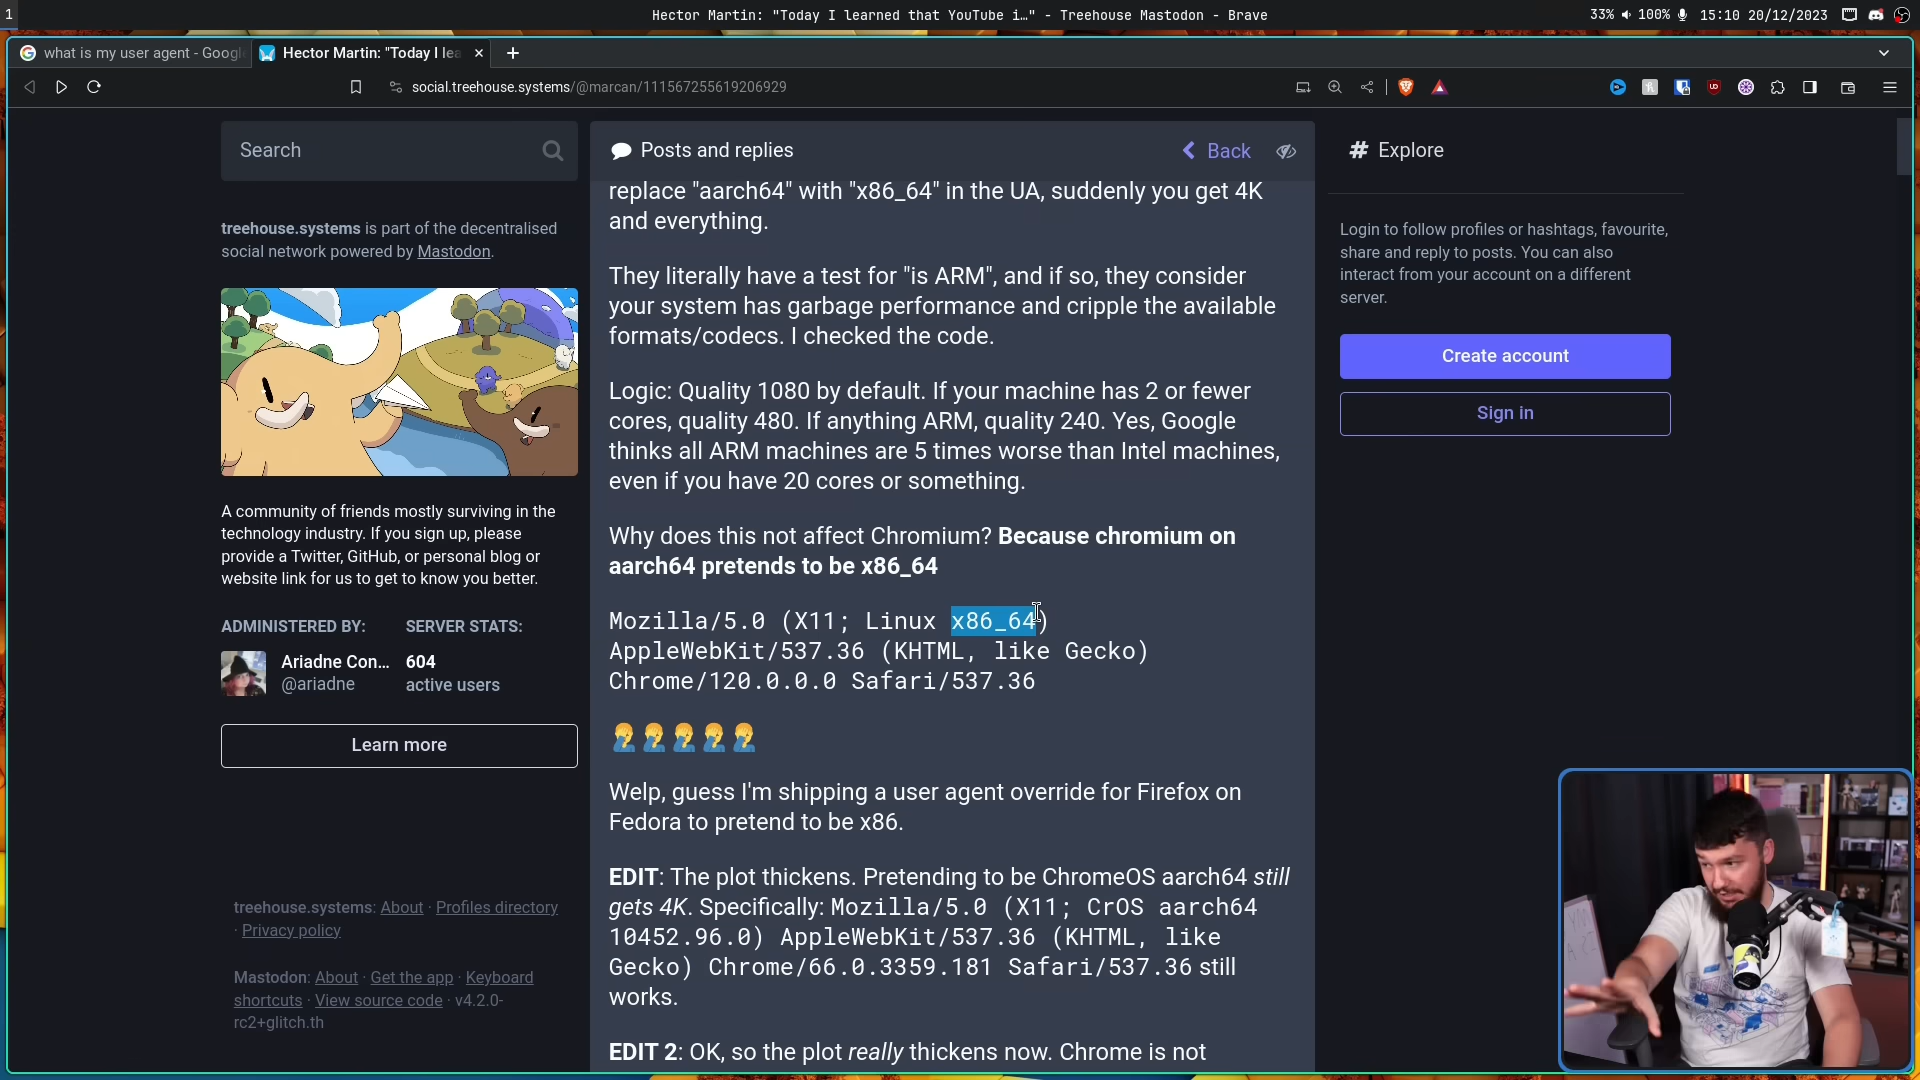 1
Hector Martin: "Today I learned that YouTube i…" - Treehouse Mastodon - Brave
33% 100% 15:10 20/12/2023
what is my user agent - Googl
Hector Martin: "Today I lea
social.treehouse.systems/@marcan/111567255619206929
Search
treehouse.systems is part of the decentralised
social network powered by Mastodon.
A community of friends mostly surviving in the
technology industry. If you sign up, please
provide a Twitter, GitHub, or personal blog or
website link for us to get to know you better.
ADMINISTERED BY:
Ariadne Con...
@ariadne
SERVER STATS:
604
active users
Learn more
treehouse.systems: About · Profiles directory
· Privacy policy
Mastodon: About · Get the app · Keyboard
shortcuts · View source code · v4.2.0-
rc2+glitch.th
Posts and replies
Back
replace "aarch64" with "x86_64" in the UA, suddenly you get 4K
and everything.
They literally have a test for "is ARM", and if so, they consider
your system has garbage performance and cripple the available
formats/codecs. I checked the code.
Logic: Quality 1080 by default. If your machine has 2 or fewer
cores, quality 480. If anything ARM, quality 240. Yes, Google
thinks all ARM machines are 5 times worse than Intel machines,
even if you have 20 cores or something.
Why does this not affect Chromium? Because chromium on
aarch64 pretends to be x86_64
Mozilla/5.0 (X11; Linux x86_64)
AppleWebKit/537.36 (KHTML, like Gecko)
Chrome/120.0.0.0 Safari/537.36
🤦‍♂️🤦‍♂️🤦‍♂️🤦‍♂️🤦‍♂️
Welp, guess I'm shipping a user agent override for Firefox on
Fedora to pretend to be x86.
EDIT: The plot thickens. Pretending to be ChromeOS aarch64 still
gets 4K. Specifically: Mozilla/5.0 (X11; CrOS aarch64
10452.96.0) AppleWebKit/537.36 (KHTML, like
Gecko) Chrome/66.0.3359.181 Safari/537.36 still
works.
EDIT 2: OK, so the plot really thickens now. Chrome is not
# Explore
Login to follow profiles or hashtags, favourite,
share and reply to posts. You can also
interact from your account on a different
server.
Create account
Sign in